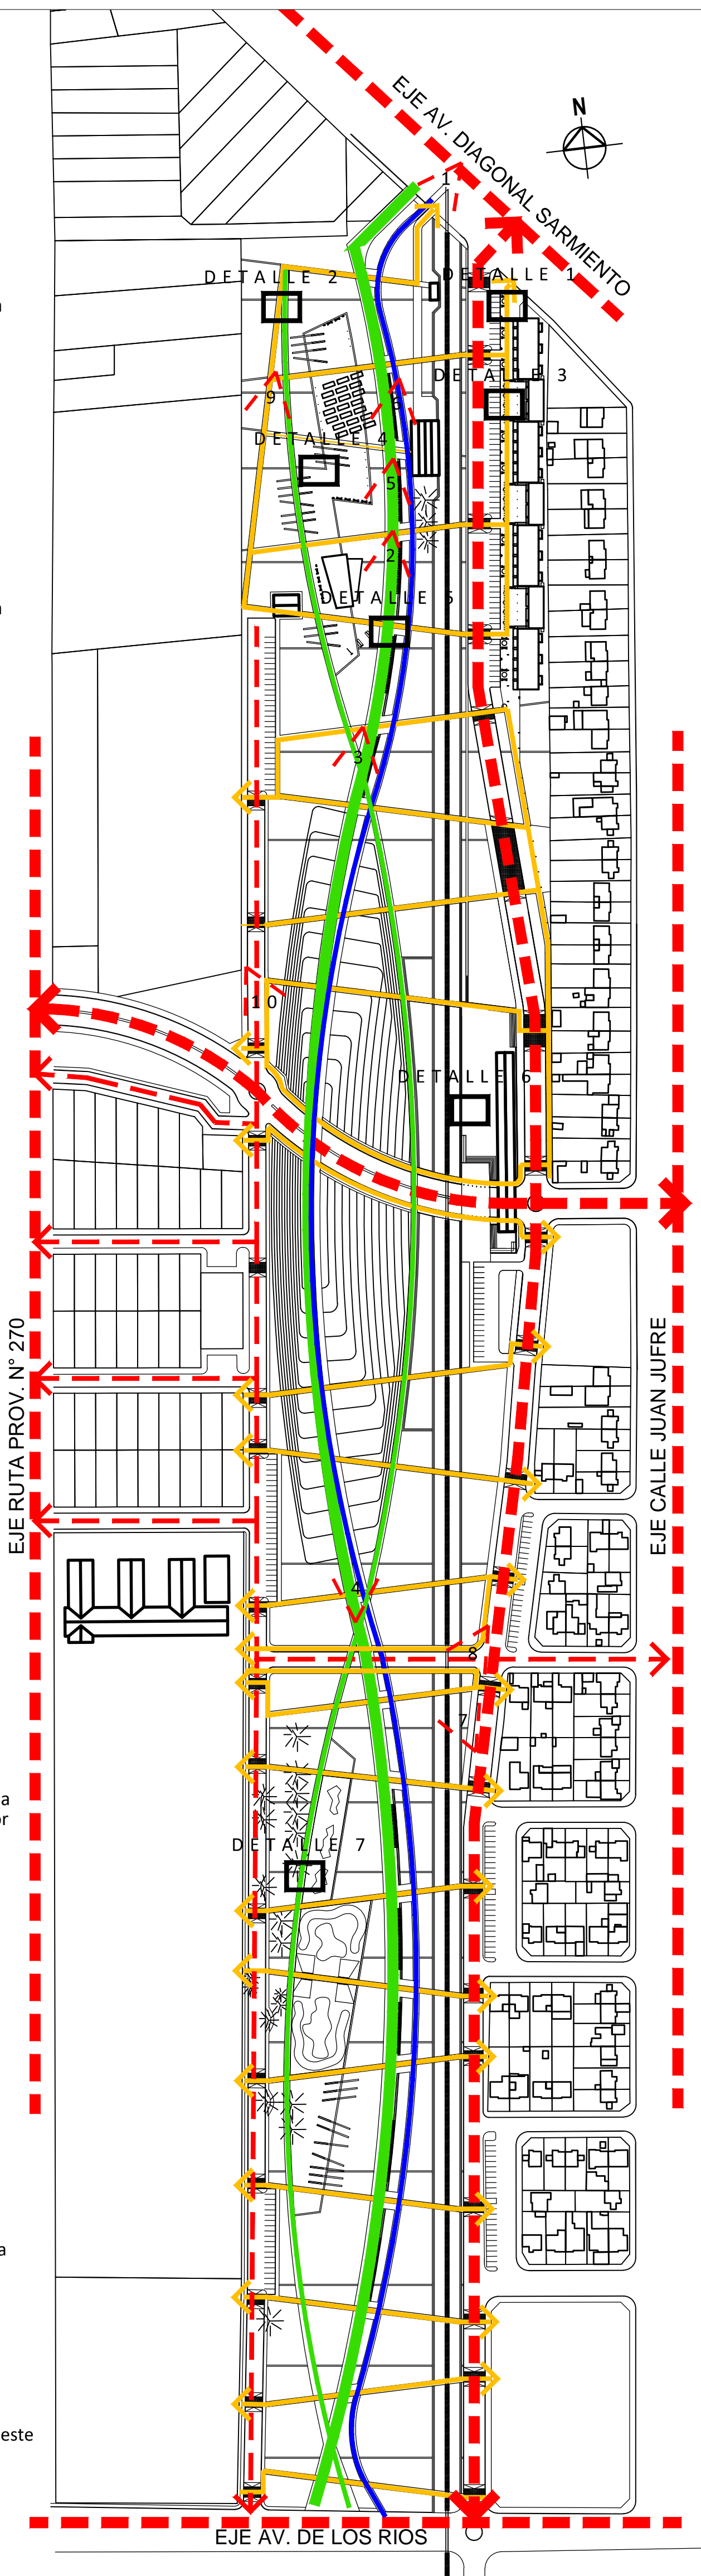 EJE AV. DIAGONAL SARMIENTO
N
1
DETALLE 2
DETALLE 1
DETALLE 3
9
6
DETALLE 4
5
2
DETALLE 5
3
10
DETALLE 6
EJE RUTA PROV. N° 270
EJE CALLE JUAN JUFRE
4
8
7
a
or
DETALLE 7
a
este
EJE AV. DE LOS RIOS